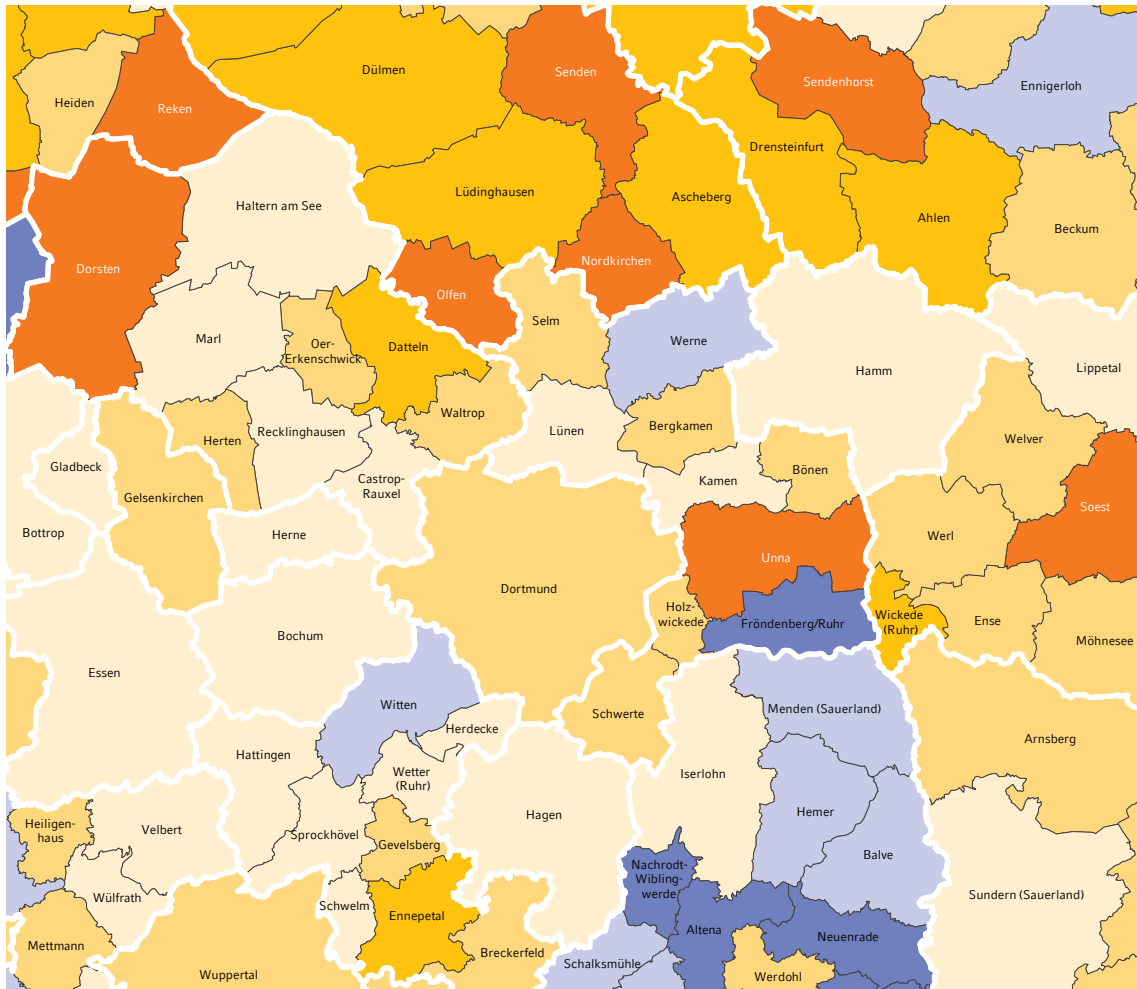 Dülmen
Senden
Sendenhorst
Ennigerloh
Heiden
Reken
Drensteinfurt
Lüdinghausen
Ascheberg
Haltern am See
Ahlen
Beckum
Dorsten
Nordkirchen
Olfen
Selm
Marl
Oer-
Erkenschwick
Datteln
Werne
Hamm
Lippetal
Waltrop
Herten
Recklinghausen
Lünen
Bergkamen
Welver
Gladbeck
Castrop-
Rauxel
Kamen
Bönen
Gelsenkirchen
Soest
Bottrop
Herne
Werl
Unna
Dortmund
Holz-
wickede
Fröndenberg/Ruhr
Wickede
(Ruhr)
Ense
Möhnesee
Bochum
Essen
Witten
Menden (Sauerland)
Schwerte
Herdecke
Arnsberg
Hattingen
Wetter
(Ruhr)
Iserlohn
Hagen
Hemer
Heiligen-
haus
Velbert
Sprockhövel
Gevelsberg
Balve
Nachrodt-
Wibling-
werde
Wülfrath
Schwelm
Ennepetal
Sundern (Sauerland)
Altena
Neuenrade
Mettmann
Breckerfeld
Schalksmühle
Wuppertal
Werdohl